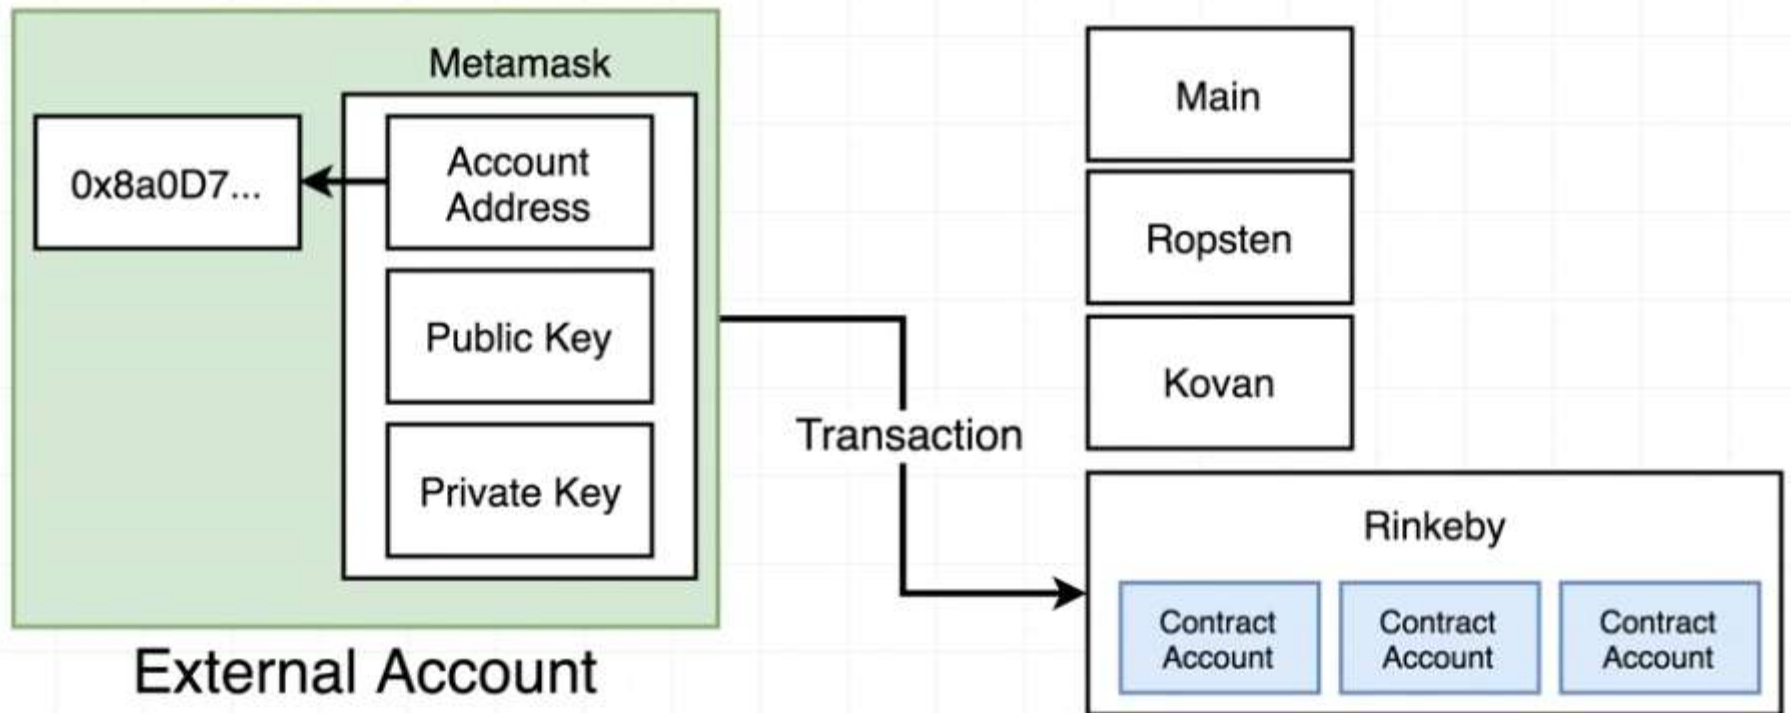 Metamask
0x8a0D7...
Account
Address
Public Key
Private Key
External Account
Transaction
Main
Ropsten
Kovan
Rinkeby
Contract
Account
Contract
Account
Contract
Account